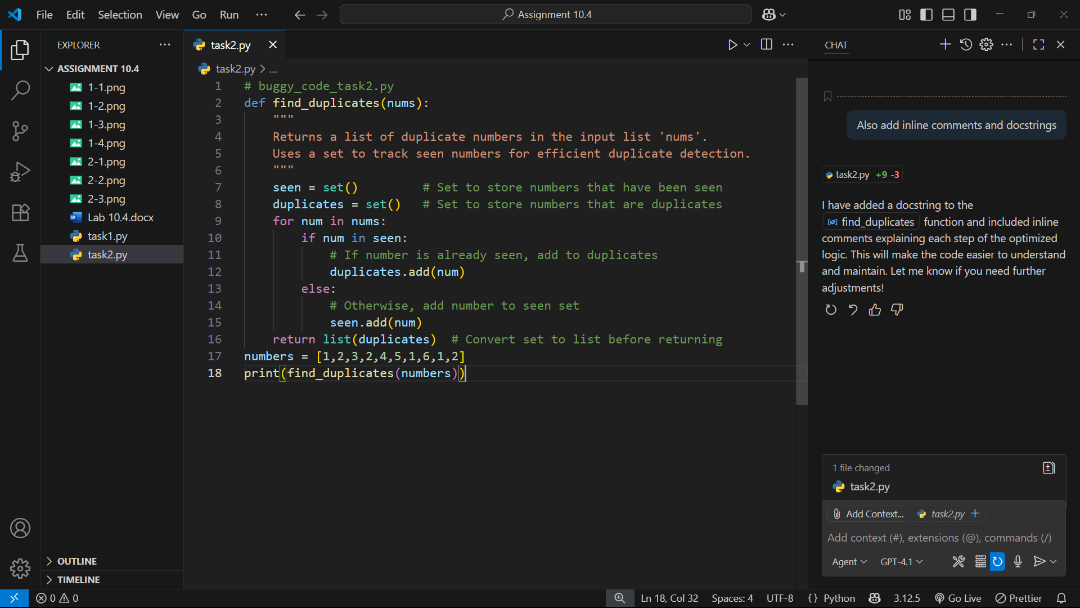 File Edit Selection View Go Run ··· Assignment 10.4
EXPLORER ···
ASSIGNMENT 10.4
1-1.png
1-2.png
1-3.png
1-4.png
2-1.png
2-2.png
2-3.png
Lab 10.4.docx
task1.py
task2.py
OUTLINE
TIMELINE
task2.py
task2.py > ...
1 # buggy_code_task2.py
2 def find_duplicates(nums):
3 """
4 Returns a list of duplicate numbers in the input list 'nums'.
5 Uses a set to track seen numbers for efficient duplicate detection.
6 """
7 seen = set() # Set to store numbers that have been seen
8 duplicates = set() # Set to store numbers that are duplicates
9 for num in nums:
10 if num in seen:
11 # If number is already seen, add to duplicates
12 duplicates.add(num)
13 else:
14 # Otherwise, add number to seen set
15 seen.add(num)
16 return list(duplicates) # Convert set to list before returning
17 numbers = [1,2,3,2,4,5,1,6,1,2]
18 print(find_duplicates(numbers))
CHAT
Also add inline comments and docstrings
task2.py +9 -3
I have added a docstring to the
find_duplicates function and included inline
comments explaining each step of the optimized
logic. This will make the code easier to understand
and maintain. Let me know if you need further
adjustments!
1 file changed
task2.py
Add Context... task2.py +
Add context (#), extensions (@), commands (/)
Agent GPT-4.1
0 0 Ln 18, Col 32 Spaces: 4 UTF-8 {} Python 3.12.5 Go Live Prettier